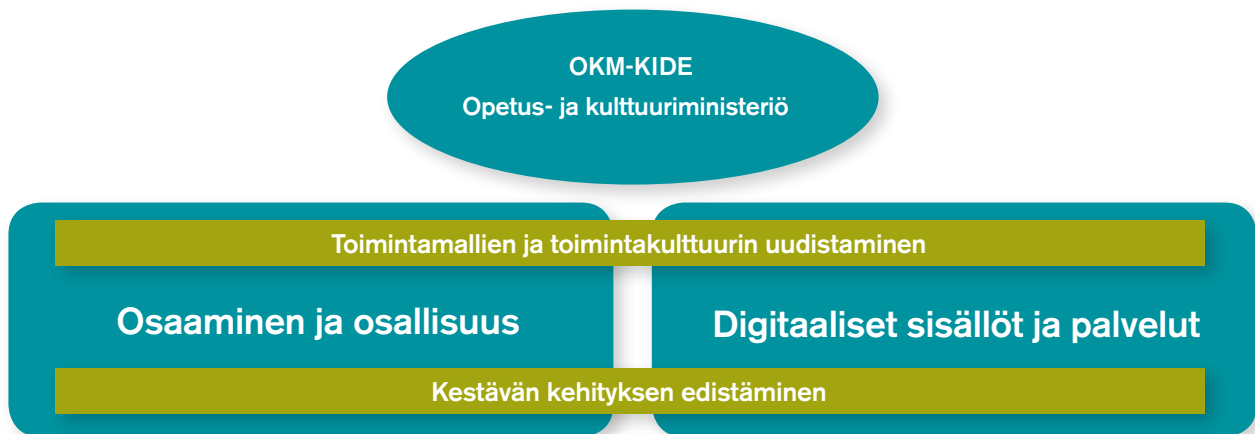 OKM-KIDE
Opetus- ja kulttuuriministeriö
Toimintamallien ja toimintakulttuurin uudistaminen
Osaaminen ja osallisuus
Digitaaliset sisällöt ja palvelut
Kestävän kehityksen edistäminen